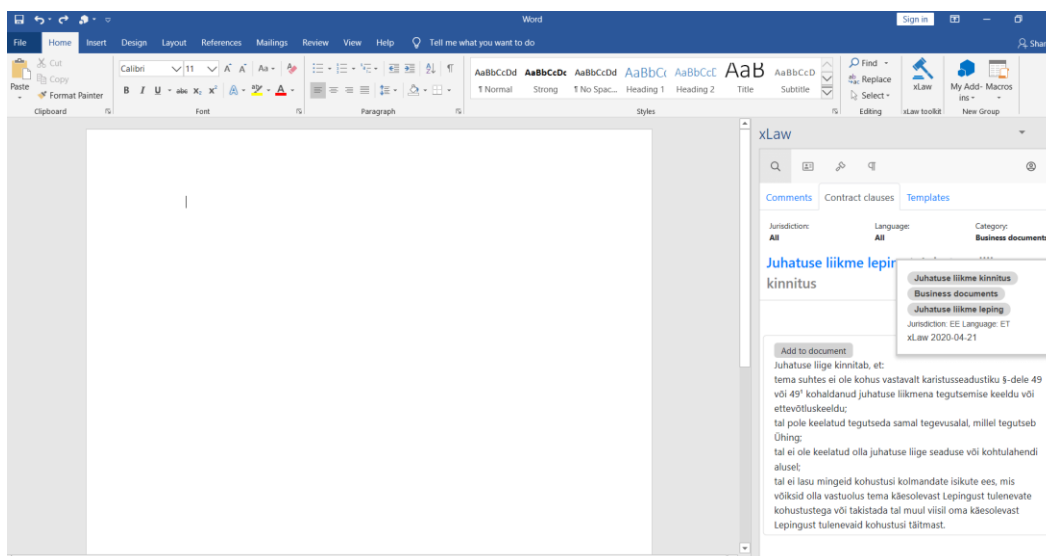 Word
Sign in
File Home Insert Design Layout References Mailings Review View Help Tell me what you want to do Shar
Cut
Copy
Format Painter
Paste
Clipboard
Calibri 11 A A Aa
B I U abc X₂ X² A A
Font
Paragraph
AaBbCcDd AaBbCcDc AaBbCcDd AaBbCc AaBbCcC AaB AaBbCcD
¶ Normal Strong ¶ No Spac... Heading 1 Heading 2 Title Subtitle
Styles
Find
Replace
Select
Editing
xLaw
xLaw toolkit
My Add-ins
Macros
New Group
xLaw
Comments Contract clauses Templates
Jurisdiction: Language: Category:
All All Business documents
Juhatuse liikme lepin
kinnitus
Juhatuse liikme kinnitus
Business documents
Juhatuse liikme leping
Jurisdiction: EE Language: ET
xLaw 2020-04-21
Add to document
Juhatuse liige kinnitab, et:
tema suhtes ei ole kohus vastavalt karistusseadustiku §-dele 49
või 49¹ kohaldanud juhatuse liikmena tegutsemise keeldu või
ettevõtluskeeldu;
tal pole keelatud tegutseda samal tegevusalal, millel tegutseb
Ühing;
tal ei ole keelatud olla juhatuse liige seaduse või kohtulahendi
alusel;
tal ei lasu mingeid kohustusi kolmandate isikute ees, mis
võiksid olla vastuolus tema käesolevast Lepingust tulenevate
kohustustega või takistada tal muul viisil oma käesolevast
Lepingust tulenevaid kohustusi täitmast.